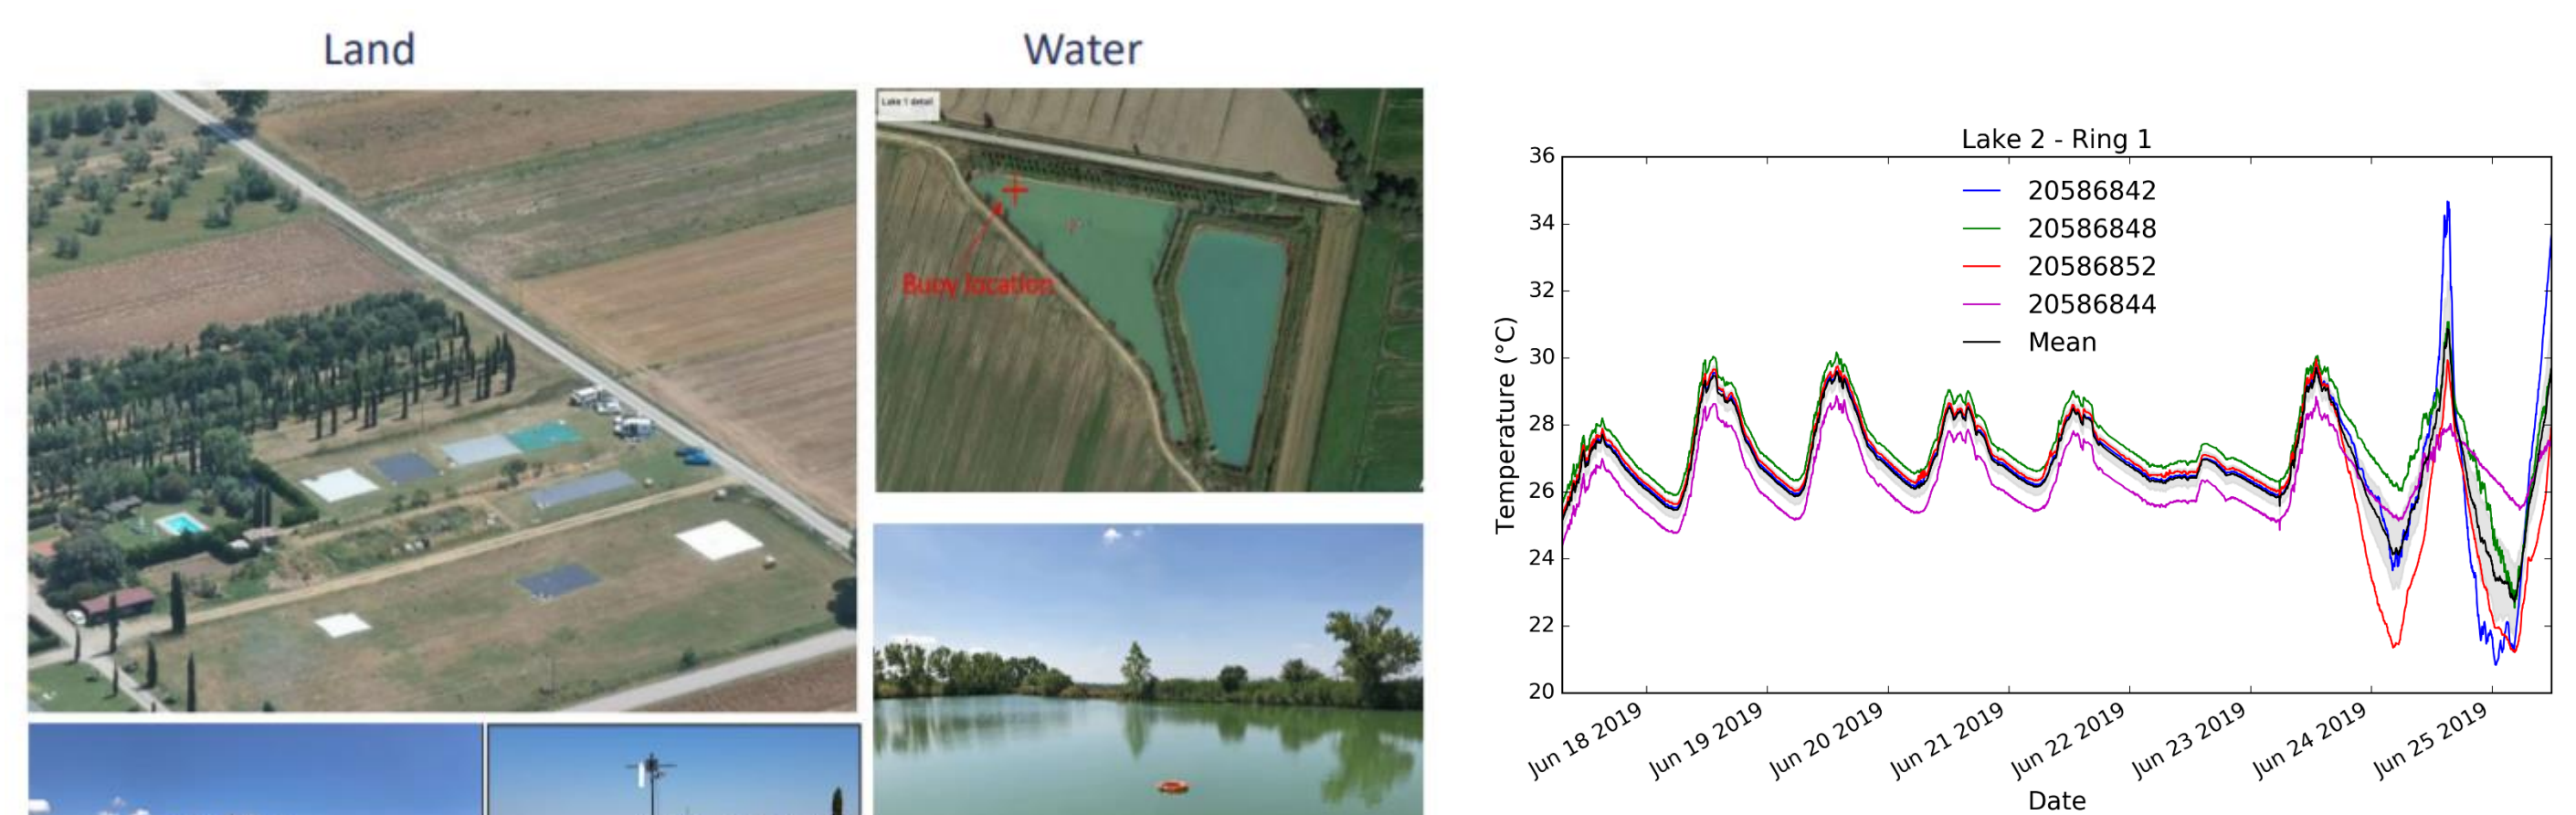 Land
Water
Lake 1 detail
Buoy location
Lake 2 - Ring 1
20586842
20586848
20586852
20586844
Mean
Temperature (°C)
36
34
32
30
28
26
24
22
20
Jun 18 2019
Jun 19 2019
Jun 20 2019
Jun 21 2019
Jun 22 2019
Jun 23 2019
Jun 24 2019
Jun 25 2019
Date